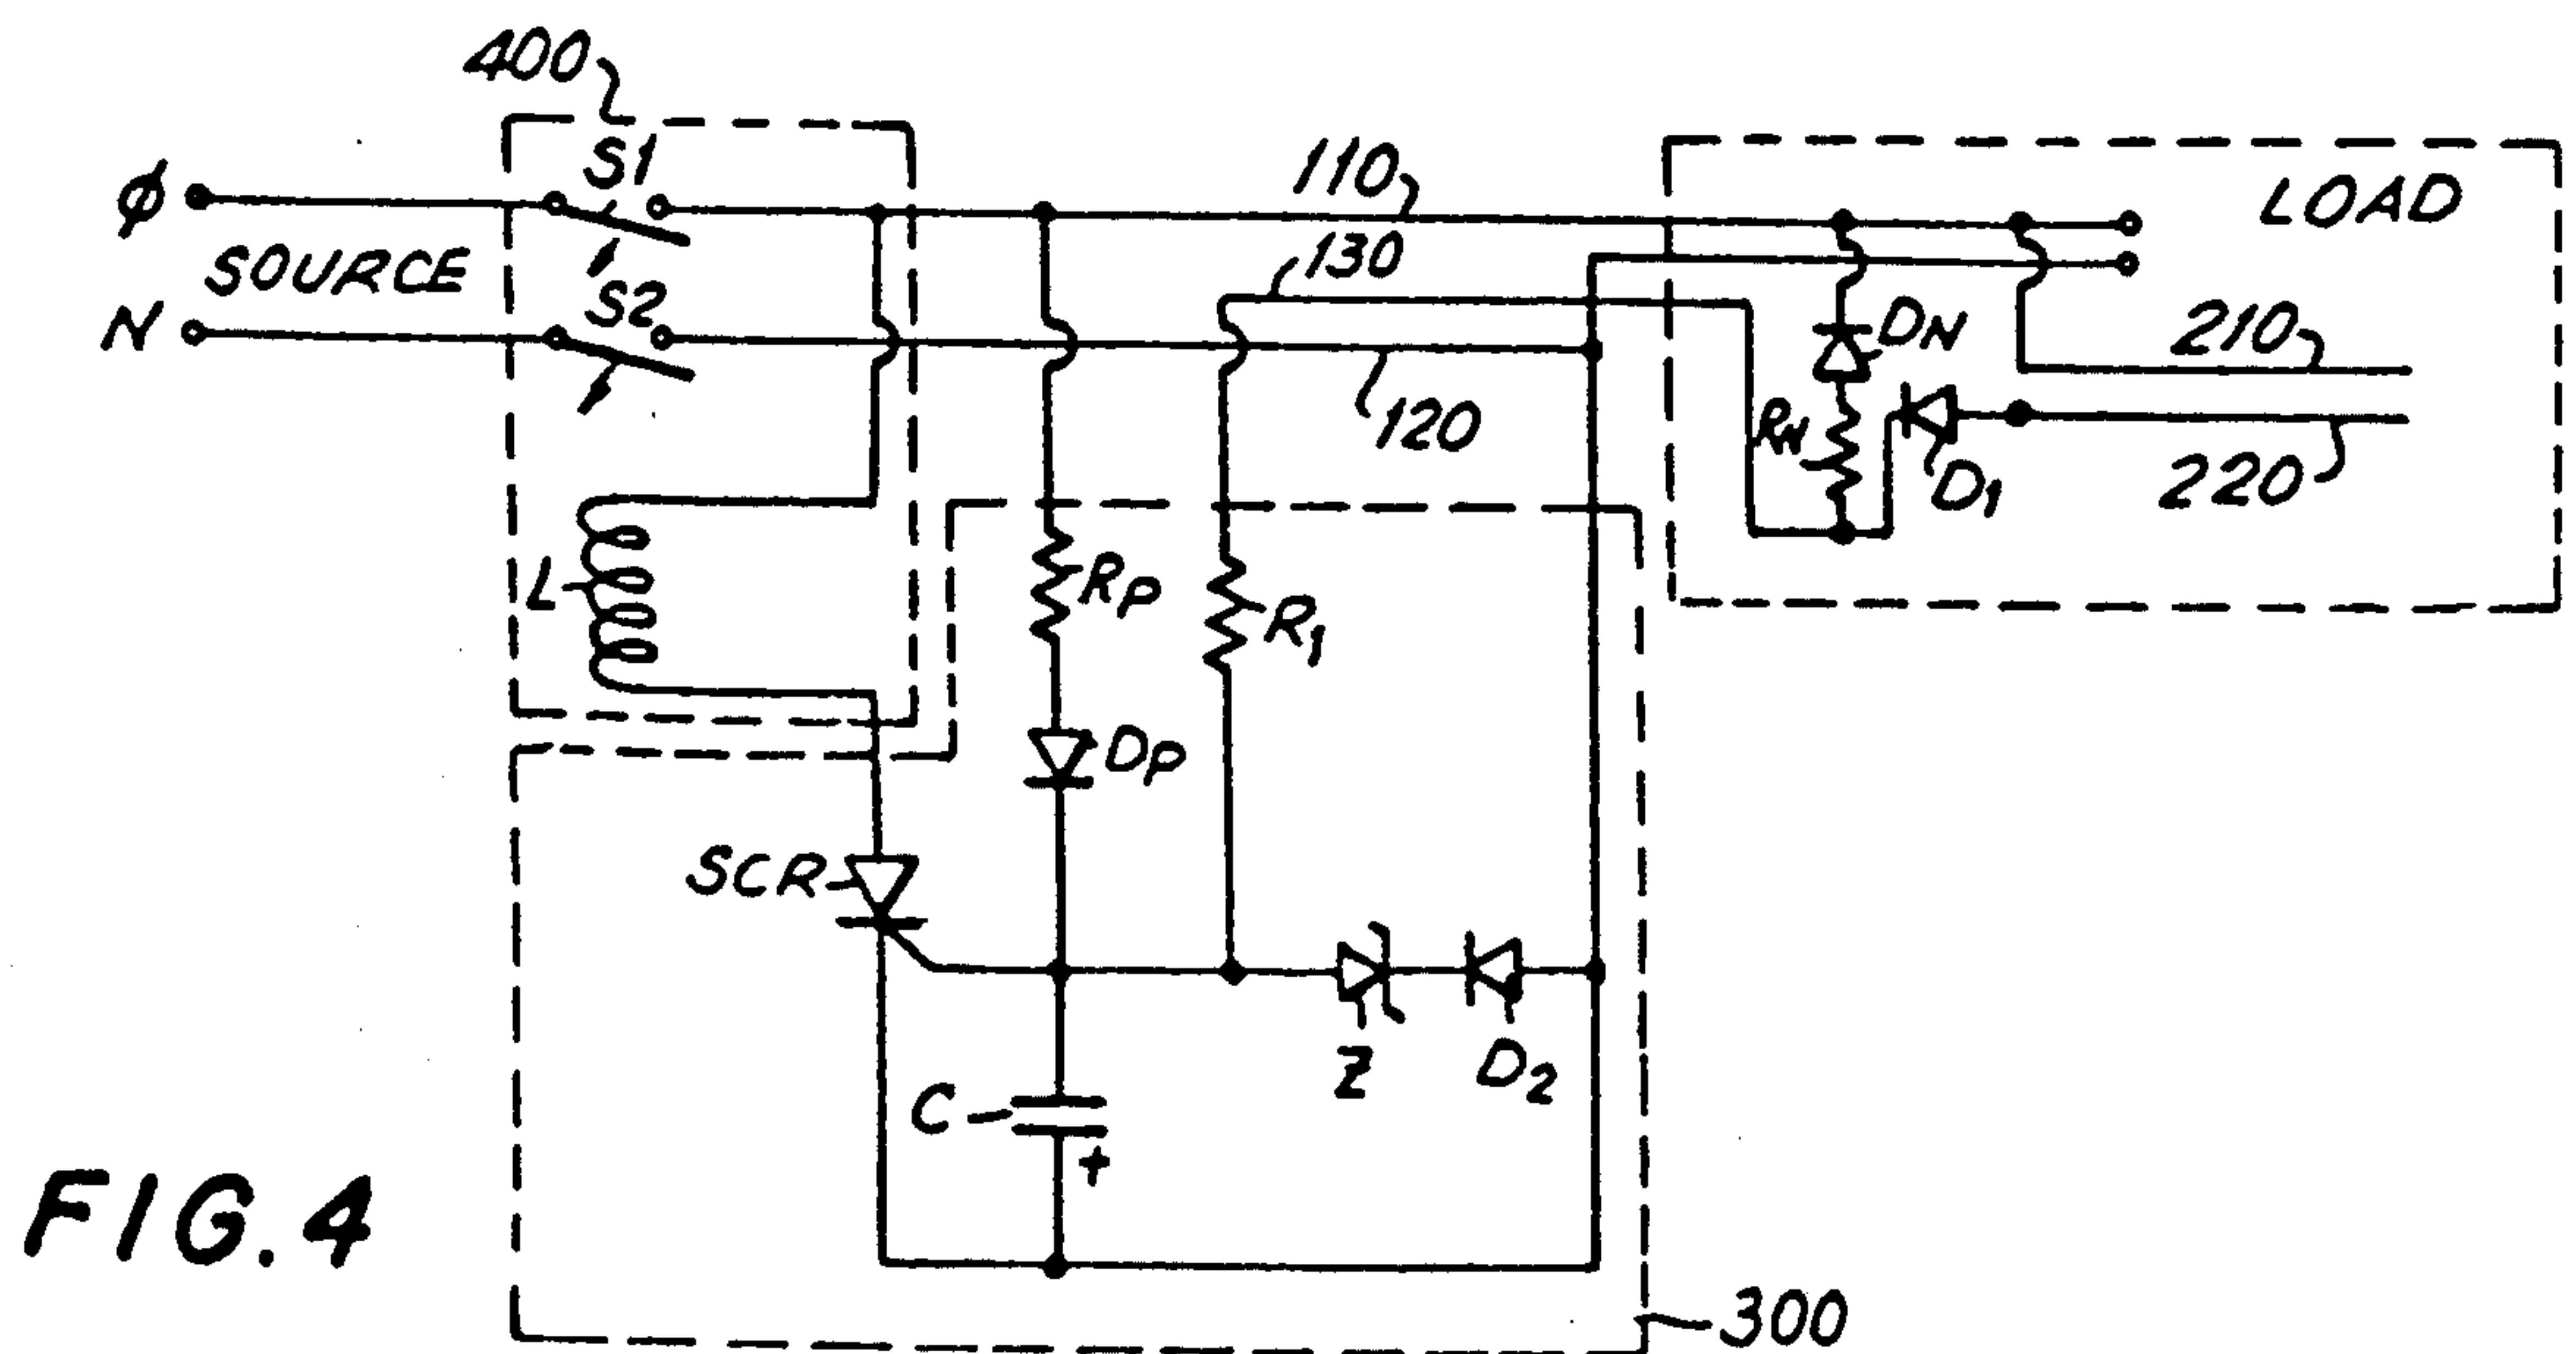 400
S1
φ
SOURCE
N
S2
110
130
120
LOAD
DN
RN
D1
210
220
L
RP
R1
DP
SCR
Z
D2
C
+
300
FIG.4